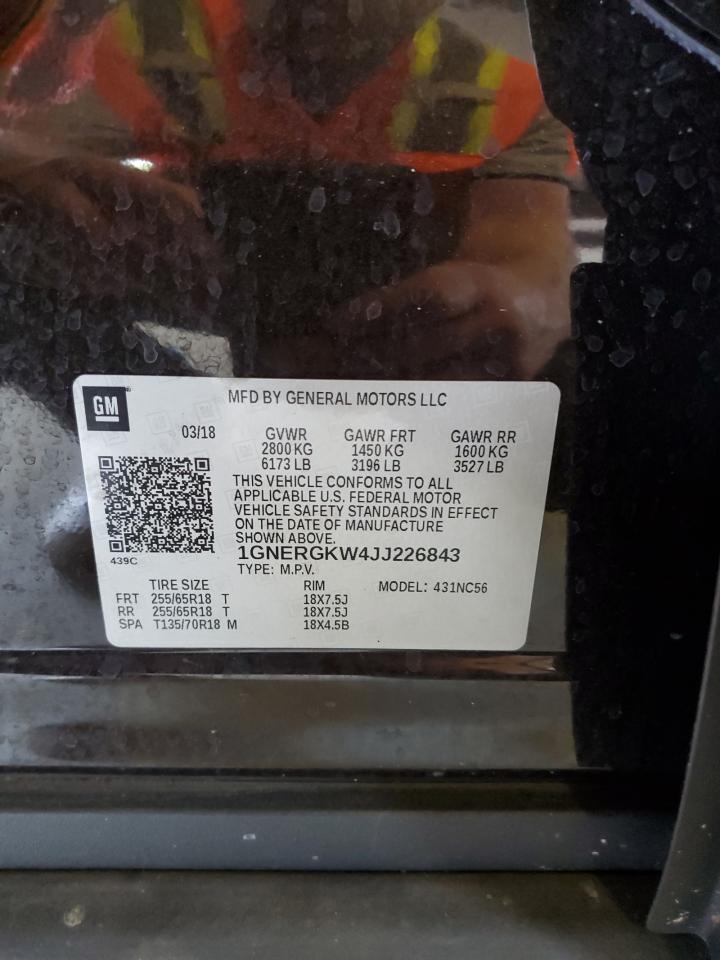 GM
MFD BY GENERAL MOTORS LLC
03/18 GVWR GAWR FRT GAWR RR
2800 KG 1450 KG 1600 KG
6173 LB 3196 LB 3527 LB
THIS VEHICLE CONFORMS TO ALL
APPLICABLE U.S. FEDERAL MOTOR
VEHICLE SAFETY STANDARDS IN EFFECT
ON THE DATE OF MANUFACTURE
SHOWN ABOVE.
439C
1GNERGKW4JJ226843
TYPE: M.P.V.
TIRE SIZE RIM MODEL: 431NC56
FRT 255/65R18 T 18X7.5J
RR 255/65R18 T 18X7.5J
SPA T135/70R18 M 18X4.5B